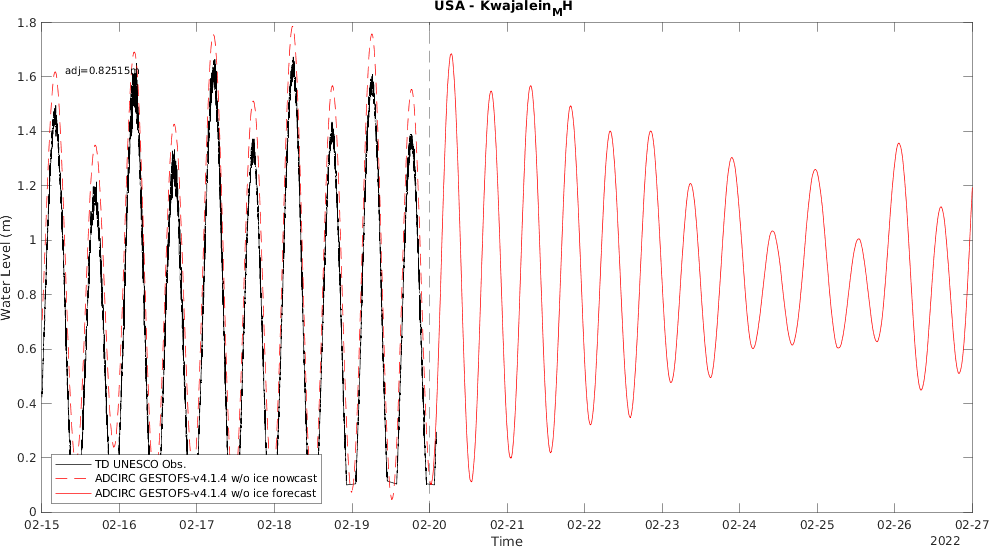 USA - Kwajalein_MH
1.8
1.6
1.4
1.2
1
0.8
0.6
0.4
0.2
0
Water Level (m)
adj=0.82515m
TD UNESCO Obs.
ADCIRC GESTOFS-v4.1.4 w/o ice nowcast
ADCIRC GESTOFS-v4.1.4 w/o ice forecast
02-15 02-16 02-17 02-18 02-19 02-20 02-21 02-22 02-23 02-24 02-25 02-26 02-27
Time
2022